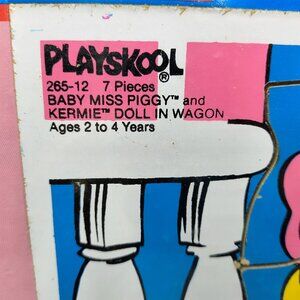 PLAYSKOOL®
265-12 7 Pieces
BABY MISS PIGGY™ and
KERMIE™ DOLL IN WAGON
Ages 2 to 4 Years